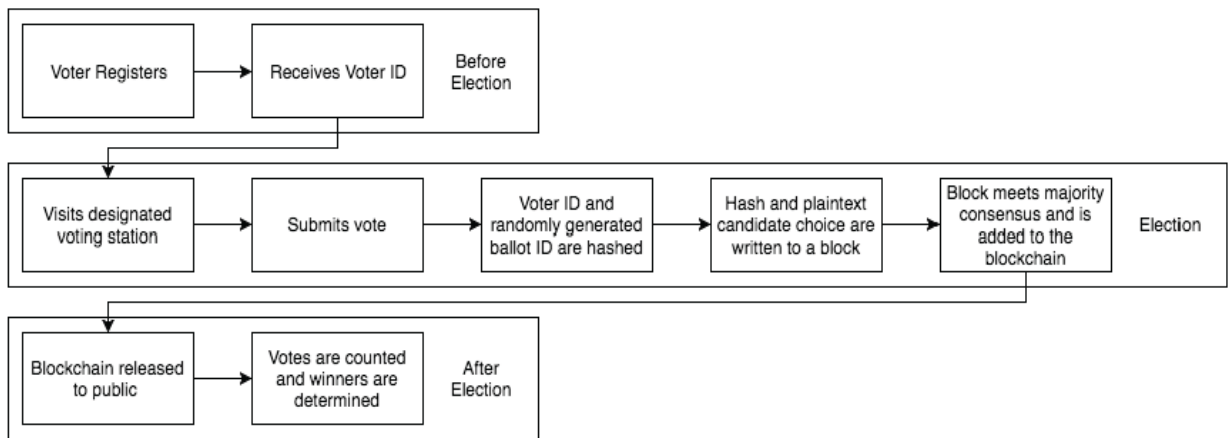 Voter Registers
Receives Voter ID
Before
Election
Visits designated
voting station
Submits vote
Voter ID and
randomly generated
ballot ID are hashed
Hash and plaintext
candidate choice are
written to a block
Block meets majority
consensus and is
added to the
blockchain
Election
Blockchain released
to public
Votes are counted
and winners are
determined
After
Election